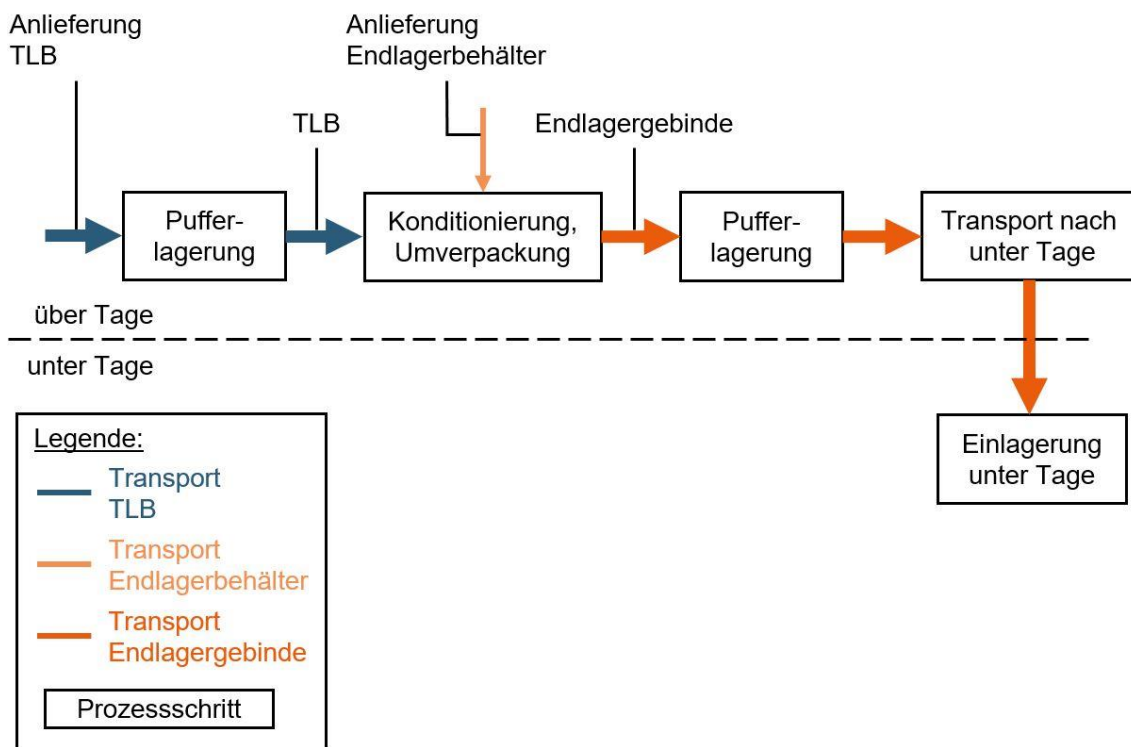 Anlieferung
TLB
Anlieferung
Endlagerbehälter
TLB
Endlagergebinde
Puffer-
lagerung
Konditionierung,
Umverpackung
Puffer-
lagerung
Transport nach
unter Tage
über Tage
unter Tage
Einlagerung
unter Tage
Legende:
Transport
TLB
Transport
Endlagerbehälter
Transport
Endlagergebinde
Prozessschritt